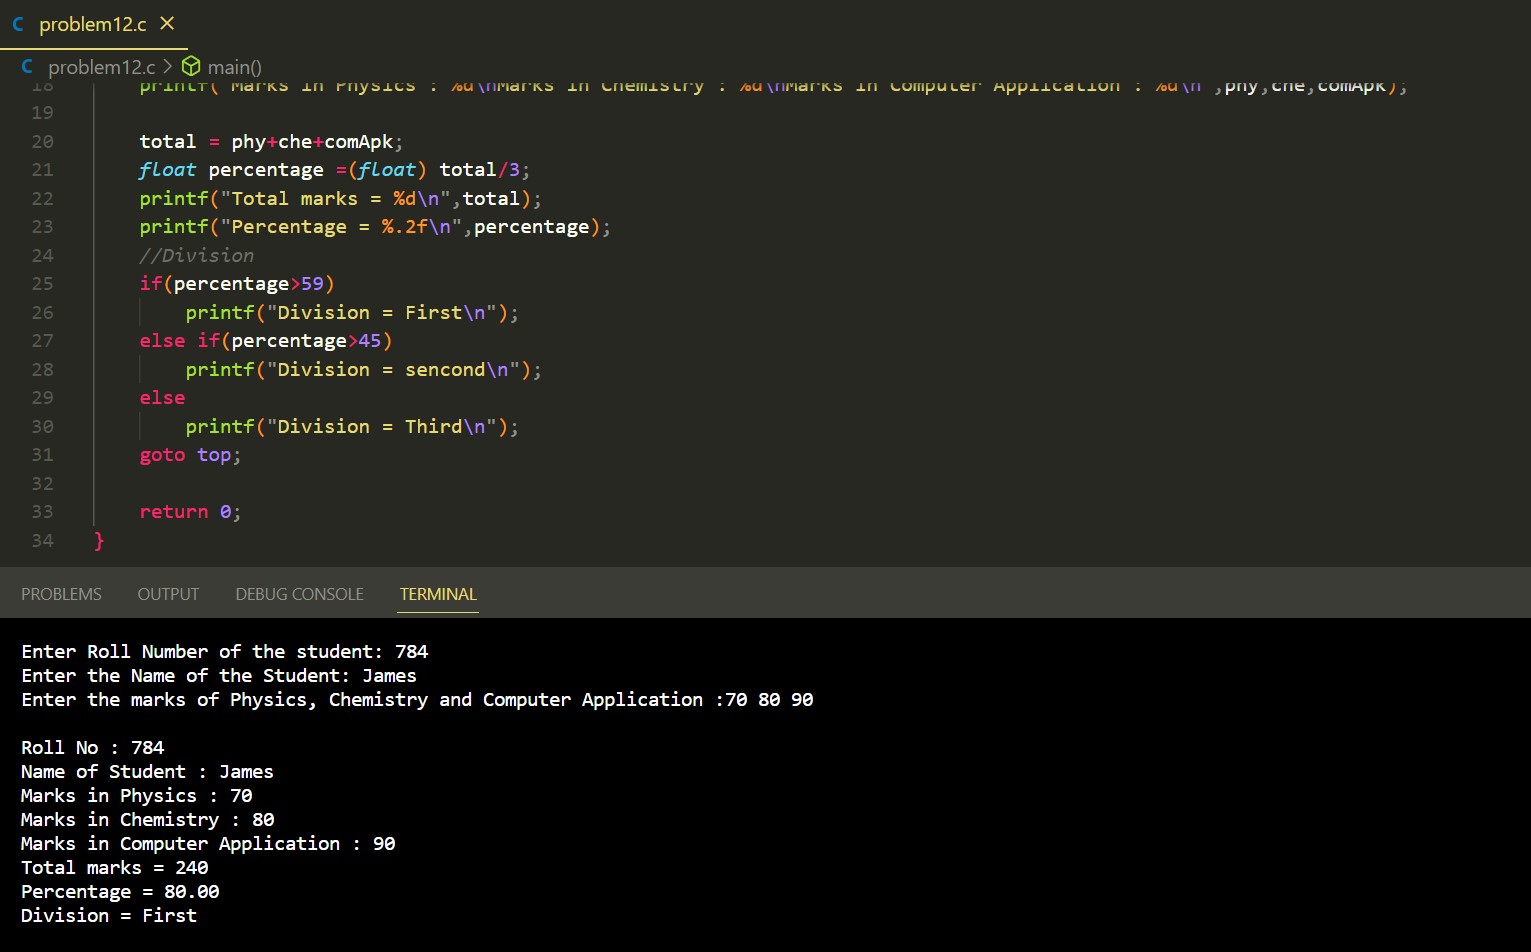 C problem12.c ×
C problem12.c > main()
18 printf("Marks in Physics : %d\nMarks in Chemistry : %d\nMarks in Computer Application : %d\n",phy,che,comApk);
19
20 total = phy+che+comApk;
21 float percentage =(float) total/3;
22 printf("Total marks = %d\n",total);
23 printf("Percentage = %.2f\n",percentage);
24 //Division
25 if(percentage>59)
26 printf("Division = First\n");
27 else if(percentage>45)
28 printf("Division = sencond\n");
29 else
30 printf("Division = Third\n");
31 goto top;
32
33 return 0;
34 }
PROBLEMS OUTPUT DEBUG CONSOLE TERMINAL
Enter Roll Number of the student: 784
Enter the Name of the Student: James
Enter the marks of Physics, Chemistry and Computer Application :70 80 90
Roll No : 784
Name of Student : James
Marks in Physics : 70
Marks in Chemistry : 80
Marks in Computer Application : 90
Total marks = 240
Percentage = 80.00
Division = First